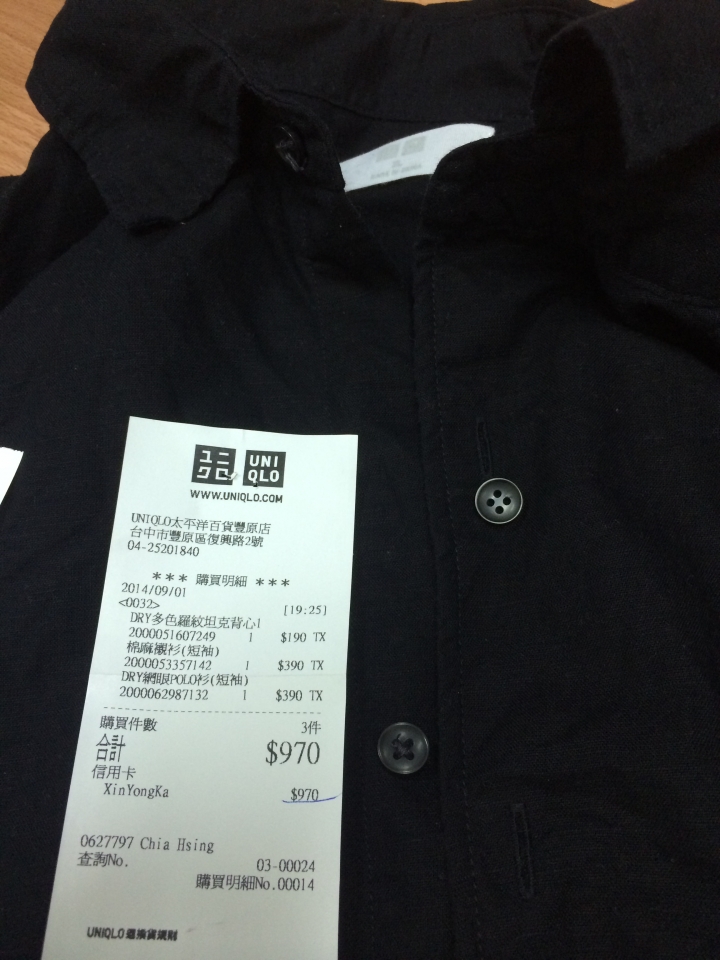 ユニ
クロ
UNI
QLO
WWW.UNIQLO.COM
UNIQLO太平洋百貨豐原店
台中市豐原區復興路2號
04-25201840
*** 購買明細 ***
2014/09/01
<0032> [19:25]
DRY多色羅紋坦克背心1
2000051607249 1 $190 TX
棉麻襯衫(短袖)
2000053357142 1 $390 TX
DRY網眼POLO衫(短袖)
2000062987132 1 $390 TX
購買件數 3件
合計 $970
信用卡
XinYongKa $970
0627797 Chia Hsing
查詢No. 03-00024
購買明細No.00014
UNIQLO退換貨規則